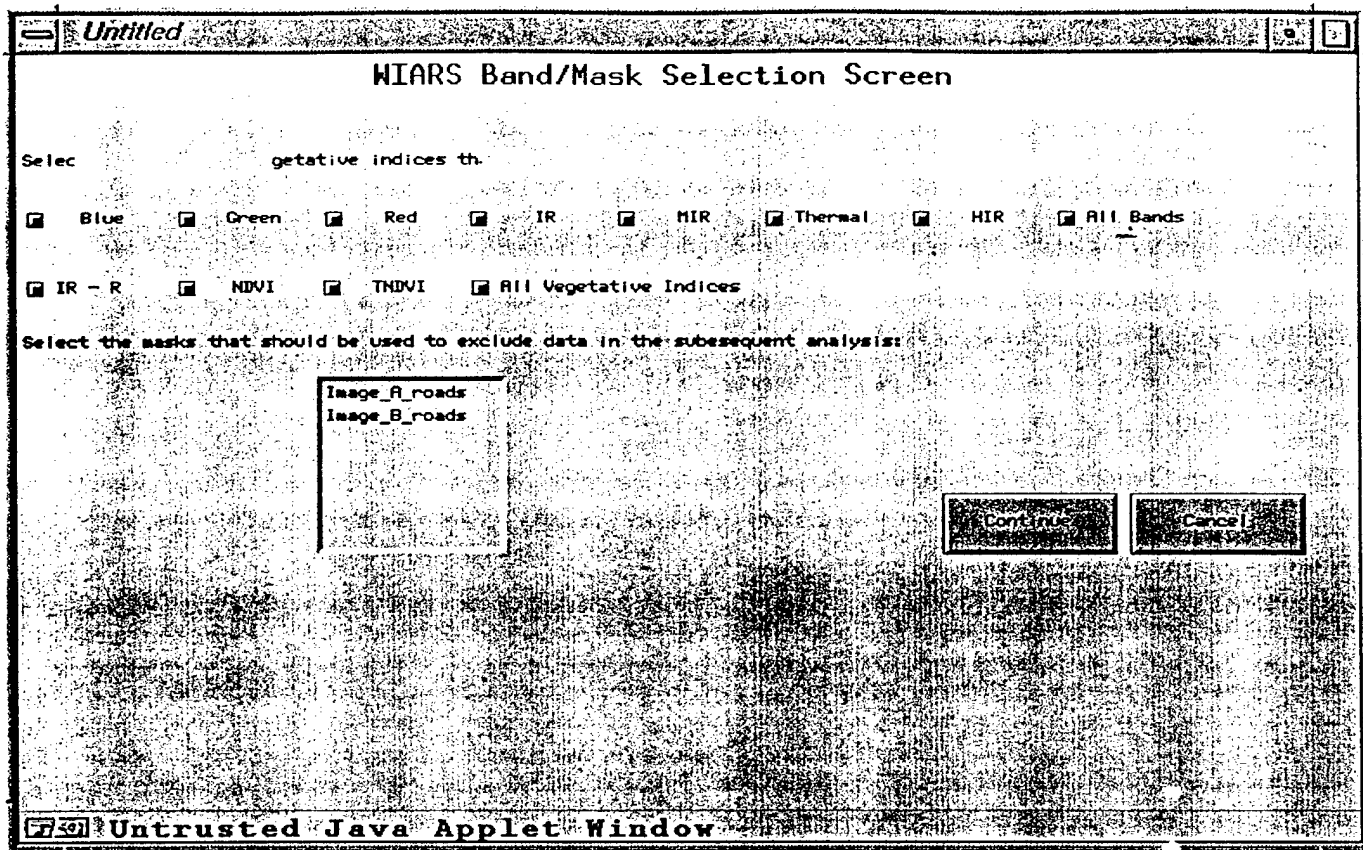 Untitled
WIARS Band/Mask Selection Screen
Selec getative indices th
Blue Green Red IR MIR Thermal HIR All Bands
IR - R NDVI TNDVI All Vegetative Indices
Select the masks that should be used to exclude data in the subesequent analysis:
Image_A_roads
Image_B_roads
Continue Cancel
Untrusted Java Applet Window